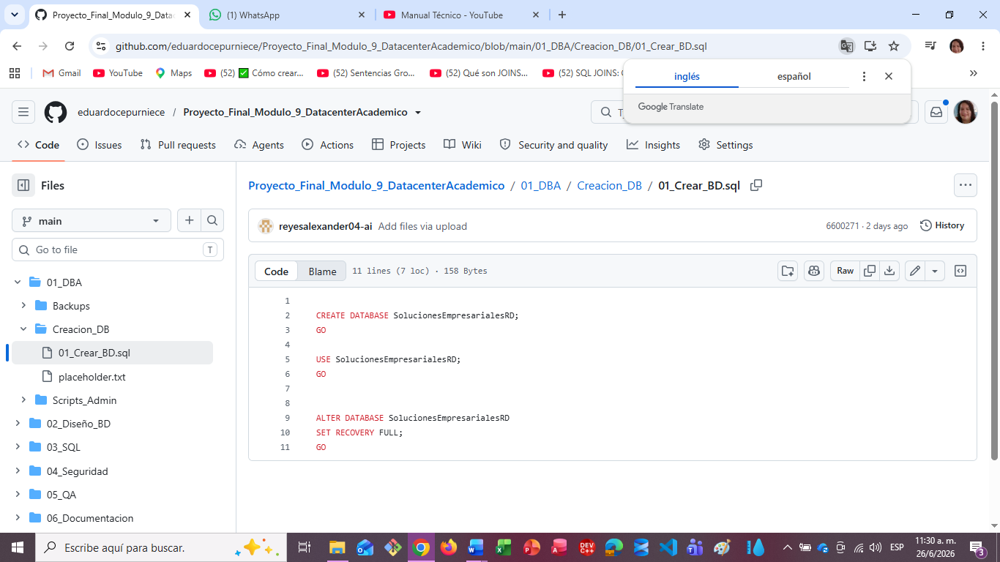 Proyecto_Final_Modulo_9_Data
(1) WhatsApp
Manual Técnico - YouTube
github.com/eduardocepurniece/Proyecto_Final_Modulo_9_DatacenterAcademico/blob/main/01_DBA/Creacion_DB/01_Crear_BD.sql
Gmail
YouTube
Maps
(52) ✅ Cómo crear...
(52) Sentencias Gro...
(52) Qué son JOINS...
(52) SQL JOINS:
inglés
español
Google Translate
eduardocepurniece / Proyecto_Final_Modulo_9_DatacenterAcademico
Code
Issues
Pull requests
Agents
Actions
Projects
Wiki
Security and quality
Insights
Settings
Files
main
Go to file
T
01_DBA
Backups
Creacion_DB
01_Crear_BD.sql
placeholder.txt
Scripts_Admin
02_Diseño_BD
03_SQL
04_Seguridad
05_QA
06_Documentacion
Proyecto_Final_Modulo_9_DatacenterAcademico / 01_DBA / Creacion_DB / 01_Crear_BD.sql
reyesalexander04-ai Add files via upload
6600271 · 2 days ago
History
Code
Blame
11 lines (7 loc) · 158 Bytes
Raw
1
2 CREATE DATABASE SolucionesEmpresarialesRD;
3 GO
4
5 USE SolucionesEmpresarialesRD;
6 GO
7
8
9 ALTER DATABASE SolucionesEmpresarialesRD
10 SET RECOVERY FULL;
11 GO
Escribe aquí para buscar.
DEV C++
ESP
11:30 a. m.
26/6/2026
3